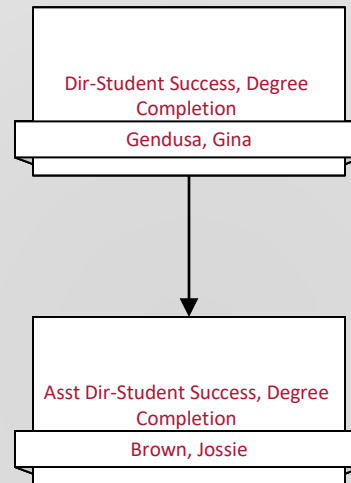 Dir-Student Success, Degree
Completion
Gendusa, Gina
Asst Dir-Student Success, Degree
Completion
Brown, Jossie